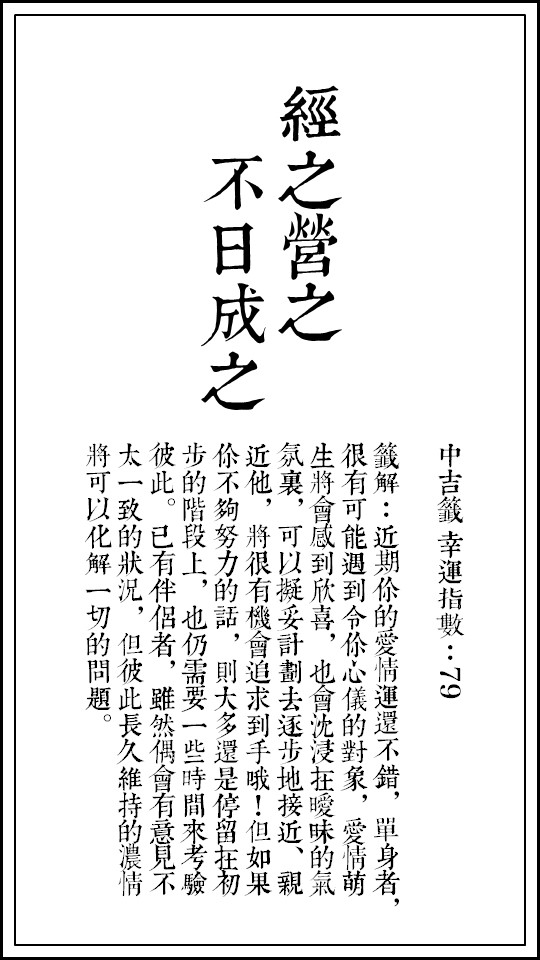 經之營之
不日成之
中吉籤 幸運指數：79
籤解：近期你的愛情運還不錯，單身者，
很有可能遇到令你心儀的對象，愛情萌
生將會感到欣喜，也會沈浸在曖昧的氣
氛裏，可以擬妥計劃去逐步地接近、親
近他，將很有機會追求到手哦！但如果
你不夠努力的話，則大多還是停留在初
步的階段上，也仍需要一些時間來考驗
彼此。已有伴侶者，雖然偶會有意見不
太一致的狀況，但彼此長久維持的濃情
將可以化解一切的問題。